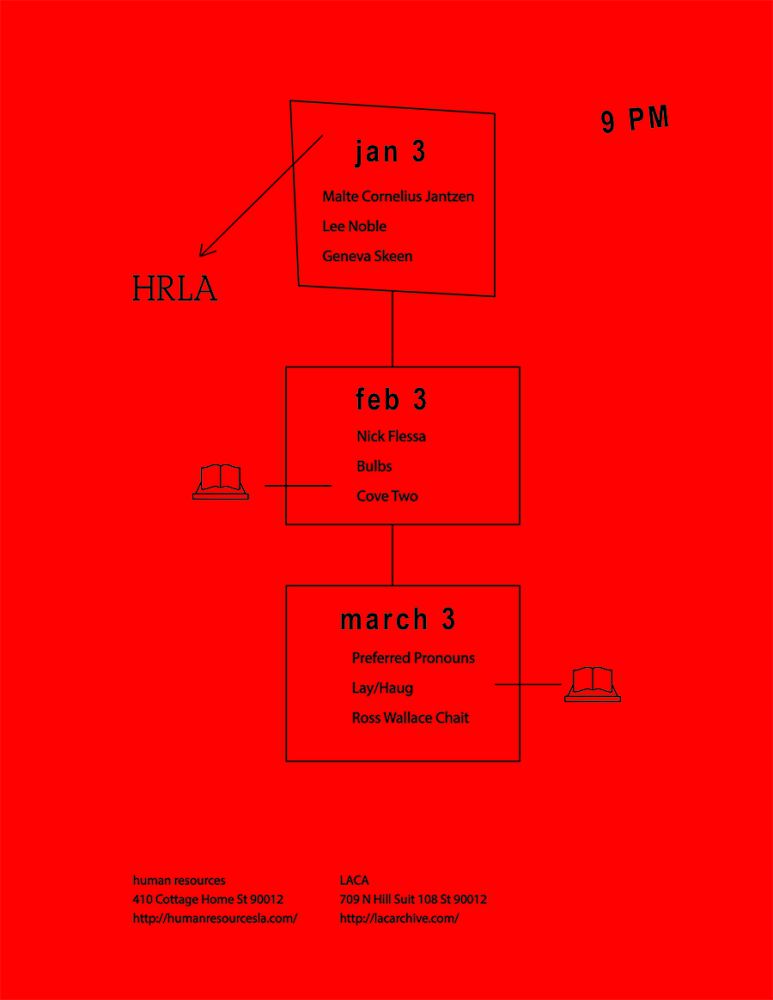 9 PM
jan 3
Malte Cornelius Jantzen
Lee Noble
Geneva Skeen
HRLA
feb 3
Nick Flessa
Bulbs
Cove Two
march 3
Preferred Pronouns
Lay/Haug
Ross Wallace Chait
human resources
410 Cottage Home St 90012
http://humanresourcesla.com/
LACA
709 N Hill Suit 108 St 90012
http://lacarchive.com/